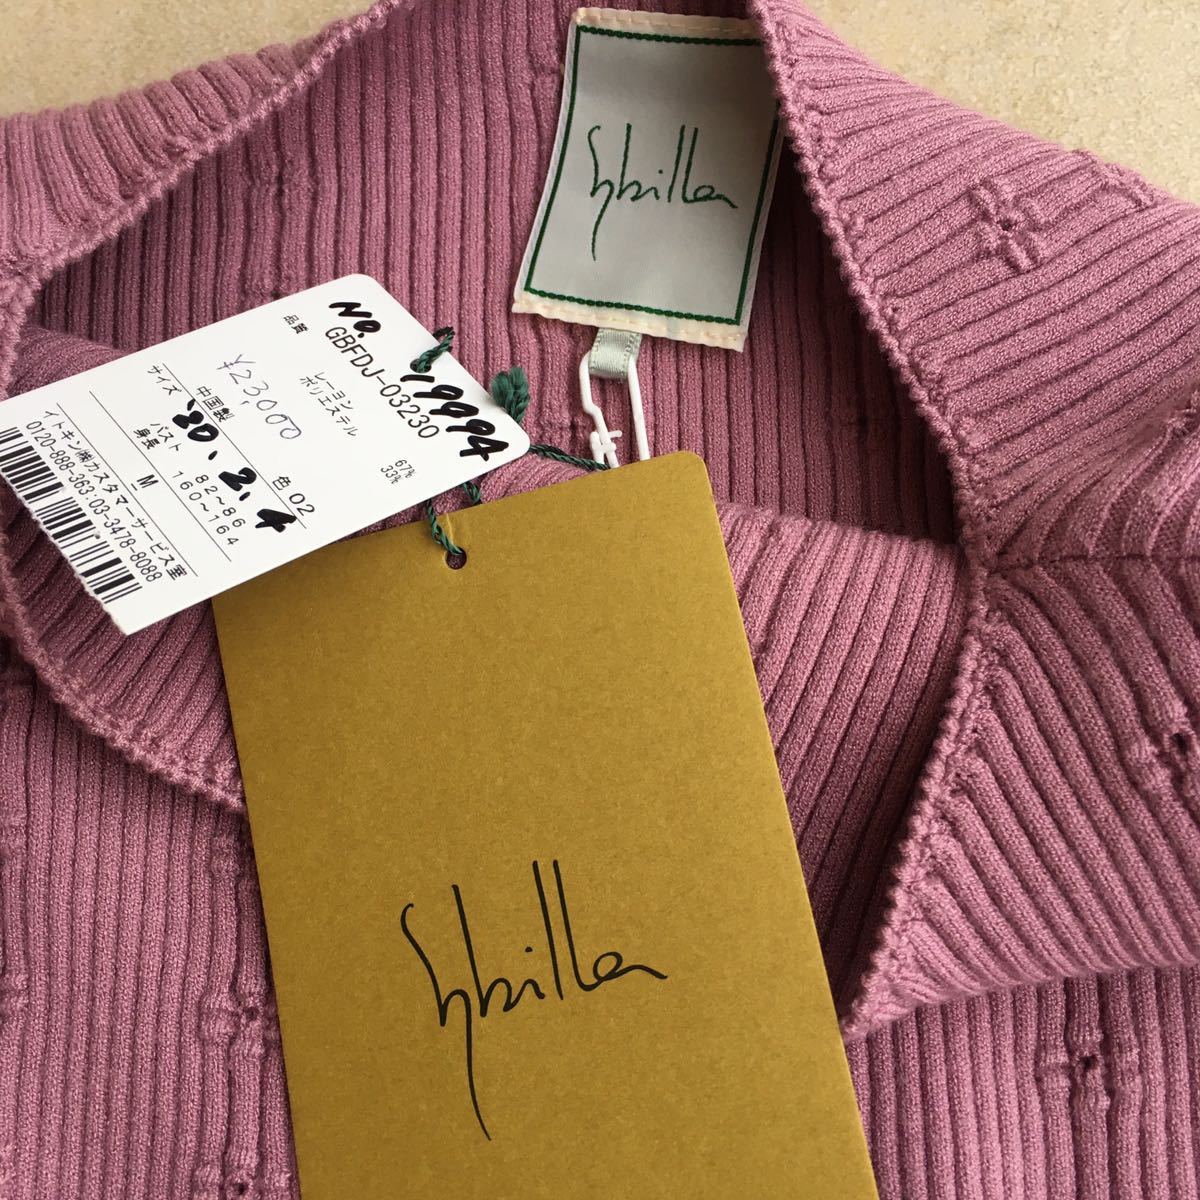 Sybilla
No. 19994
GBFDJ-03230
品質
レーヨン 67%
ポリエステル 33%
¥23,000
中国製
'20.2.4
色 02
サイズ
バスト 82〜86
身長 160〜164
M
イトキン㈱カスタマーサービス室
0120-888-363:03-3478-8088
Sybilla